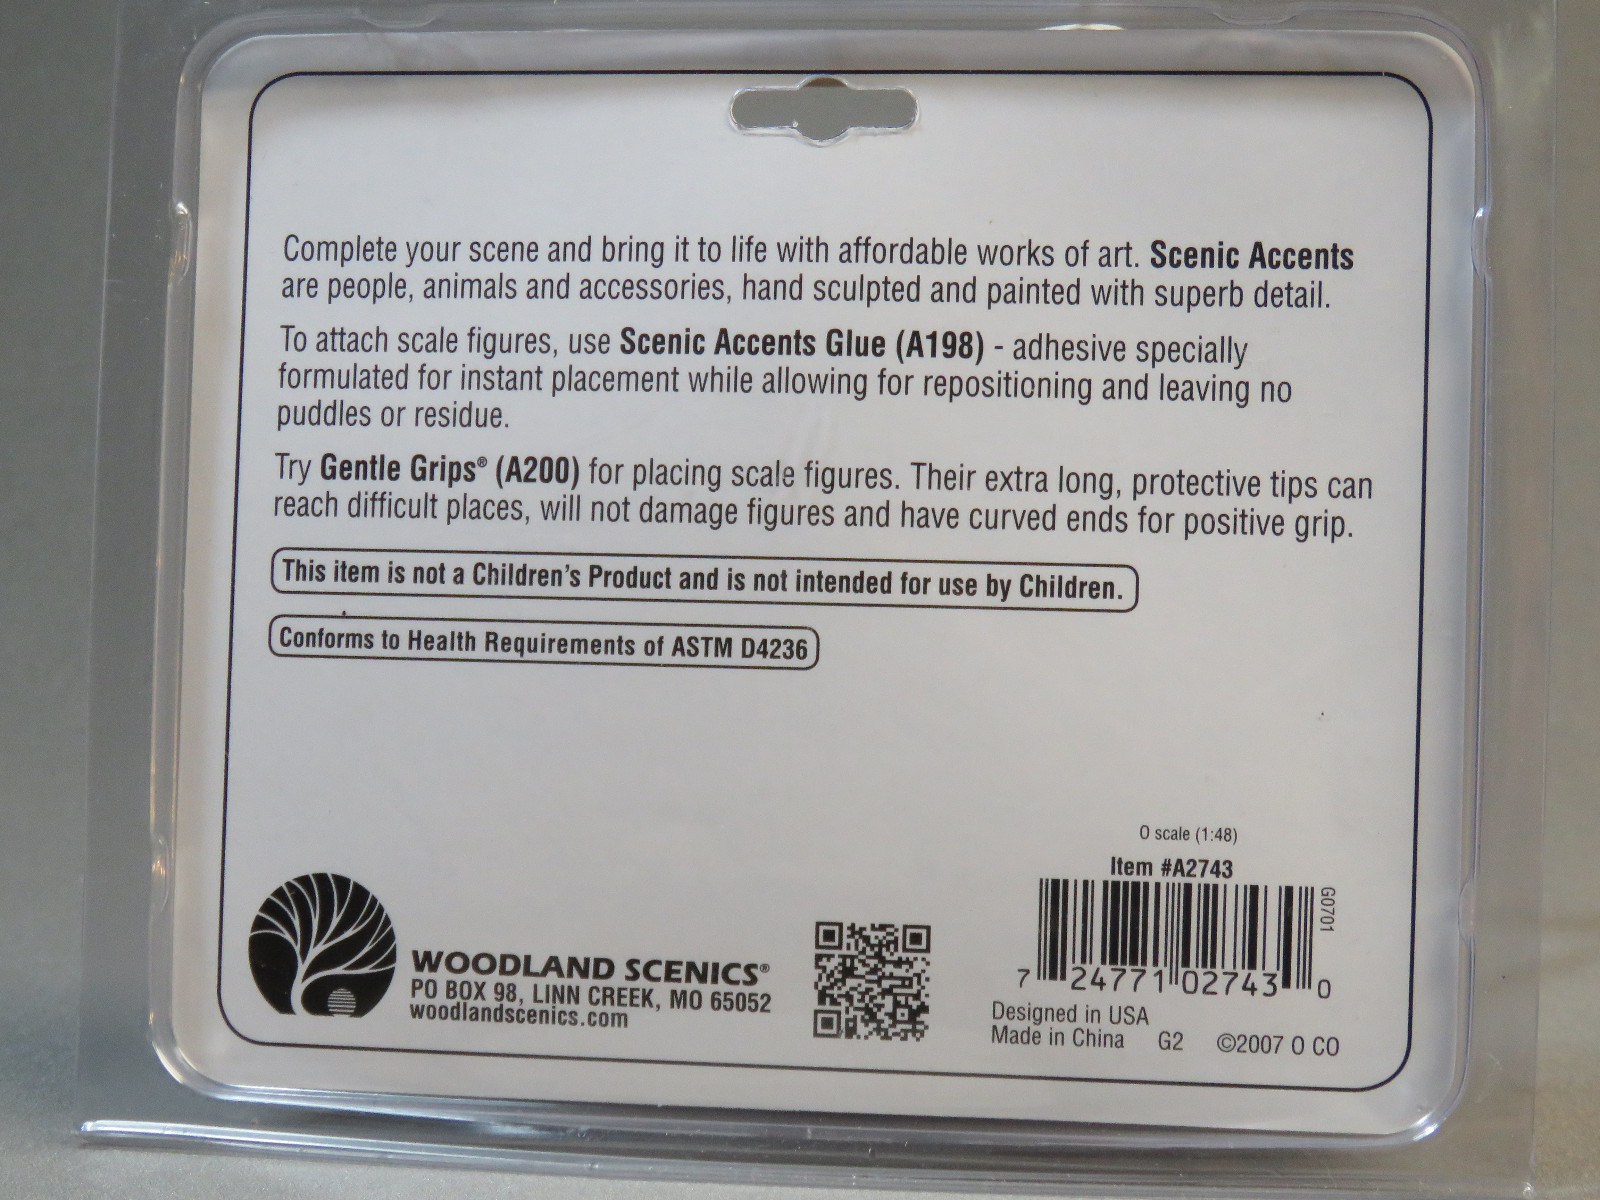 Complete your scene and bring it to life with affordable works of art. Scenic Accents
are people, animals and accessories, hand sculpted and painted with superb detail.
To attach scale figures, use Scenic Accents Glue (A198) - adhesive specially
formulated for instant placement while allowing for repositioning and leaving no
puddles or residue.
Try Gentle Grips® (A200) for placing scale figures. Their extra long, protective tips can
reach difficult places, will not damage figures and have curved ends for positive grip.
This item is not a Children's Product and is not intended for use by Children.
Conforms to Health Requirements of ASTM D4236
WOODLAND SCENICS®
PO BOX 98, LINN CREEK, MO 65052
woodlandscenics.com
O scale (1:48)
Item #A2743
G0701
7 24771 02743 0
Designed in USA
Made in China G2 ©2007 O CO